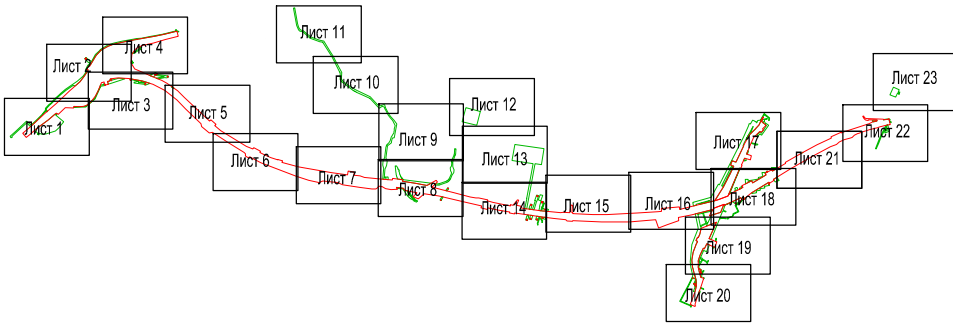 Лист 1
Лист 2
Лист 3
Лист 4
Лист 5
Лист 6
Лист 7
Лист 8
Лист 9
Лист 10
Лист 11
Лист 12
Лист 13
Лист 14
Лист 15
Лист 16
Лист 17
Лист 18
Лист 19
Лист 20
Лист 21
Лист 22
Лист 23